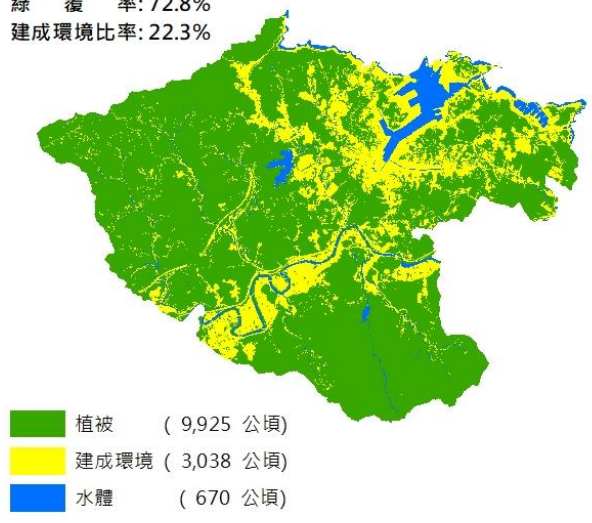 綠覆率: 72.8%
建成環境比率: 22.3%
植被 ( 9,925 公頃)
建成環境 ( 3,038 公頃)
水體 ( 670 公頃)